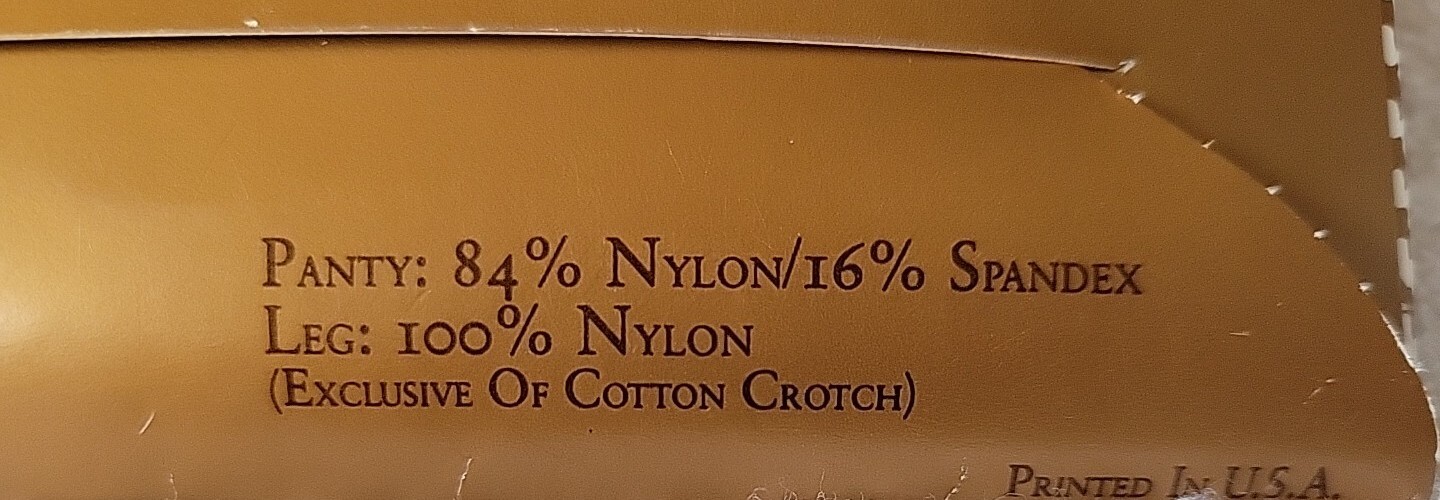 Panty: 84% Nylon/16% Spandex
Leg: 100% Nylon
(Exclusive Of Cotton Crotch)
Printed In U.S.A.